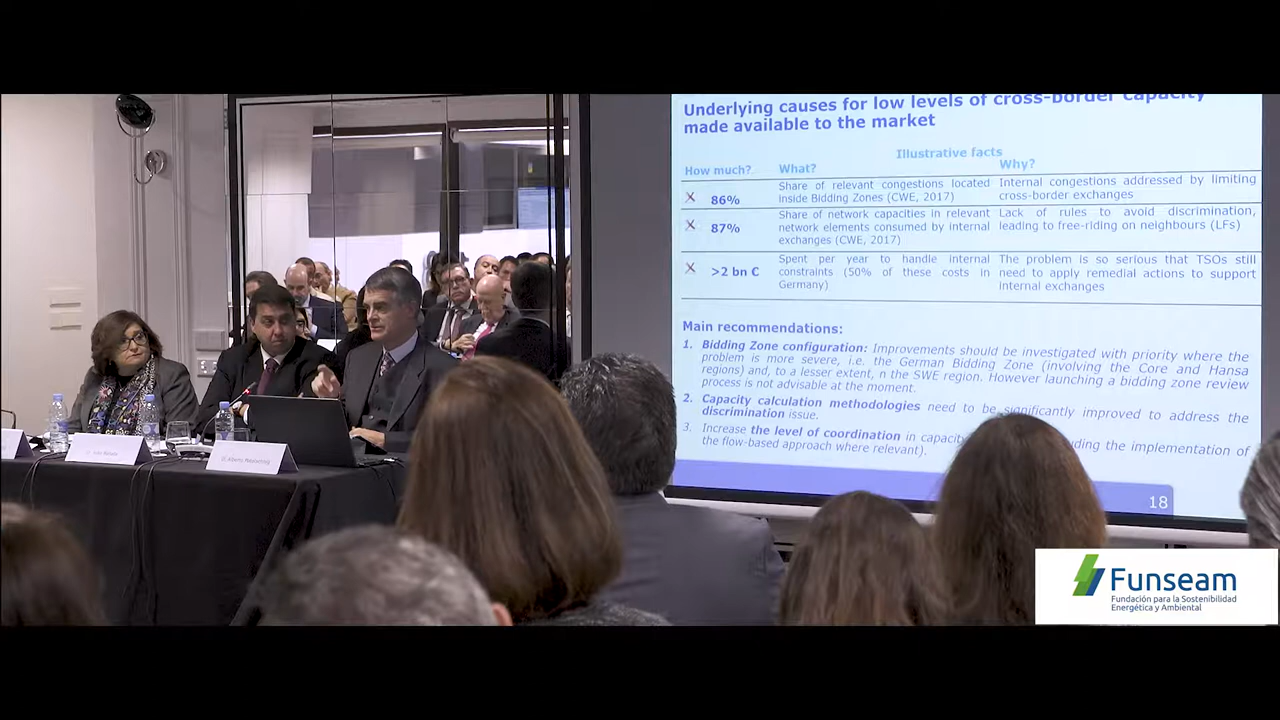 Underlying causes for low levels of cross-border capacity
made available to the market
Illustrative facts
How much? What? Why?
86% Share of relevant congestions located Internal congestions addressed by limiting
inside Bidding Zones (CWE, 2017) cross-border exchanges
87% Share of network capacities in relevant Lack of rules to avoid discrimination,
network elements consumed by internal leading to free-riding on neighbours (LFs)
exchanges (CWE, 2017)
>2 bn € Spent per year to handle internal The problem is so serious that TSOs still
constraints (50% of these costs in need to apply remedial actions to support
Germany) internal exchanges
Main recommendations:
1. Bidding Zone configuration: Improvements should be investigated with priority where the
problem is more severe, i.e. the German Bidding Zone (involving the Core and Hansa
regions) and, to a lesser extent, n the SWE region. However launching a bidding zone review
process is not advisable at the moment.
2. Capacity calculation methodologies need to be significantly improved to address the
discrimination issue.
3. Increase the level of coordination in capacity
the flow-based approach where relevant). the implementation of
18
Funseam
Fundación para la Sostenibilidad
Energética y Ambiental